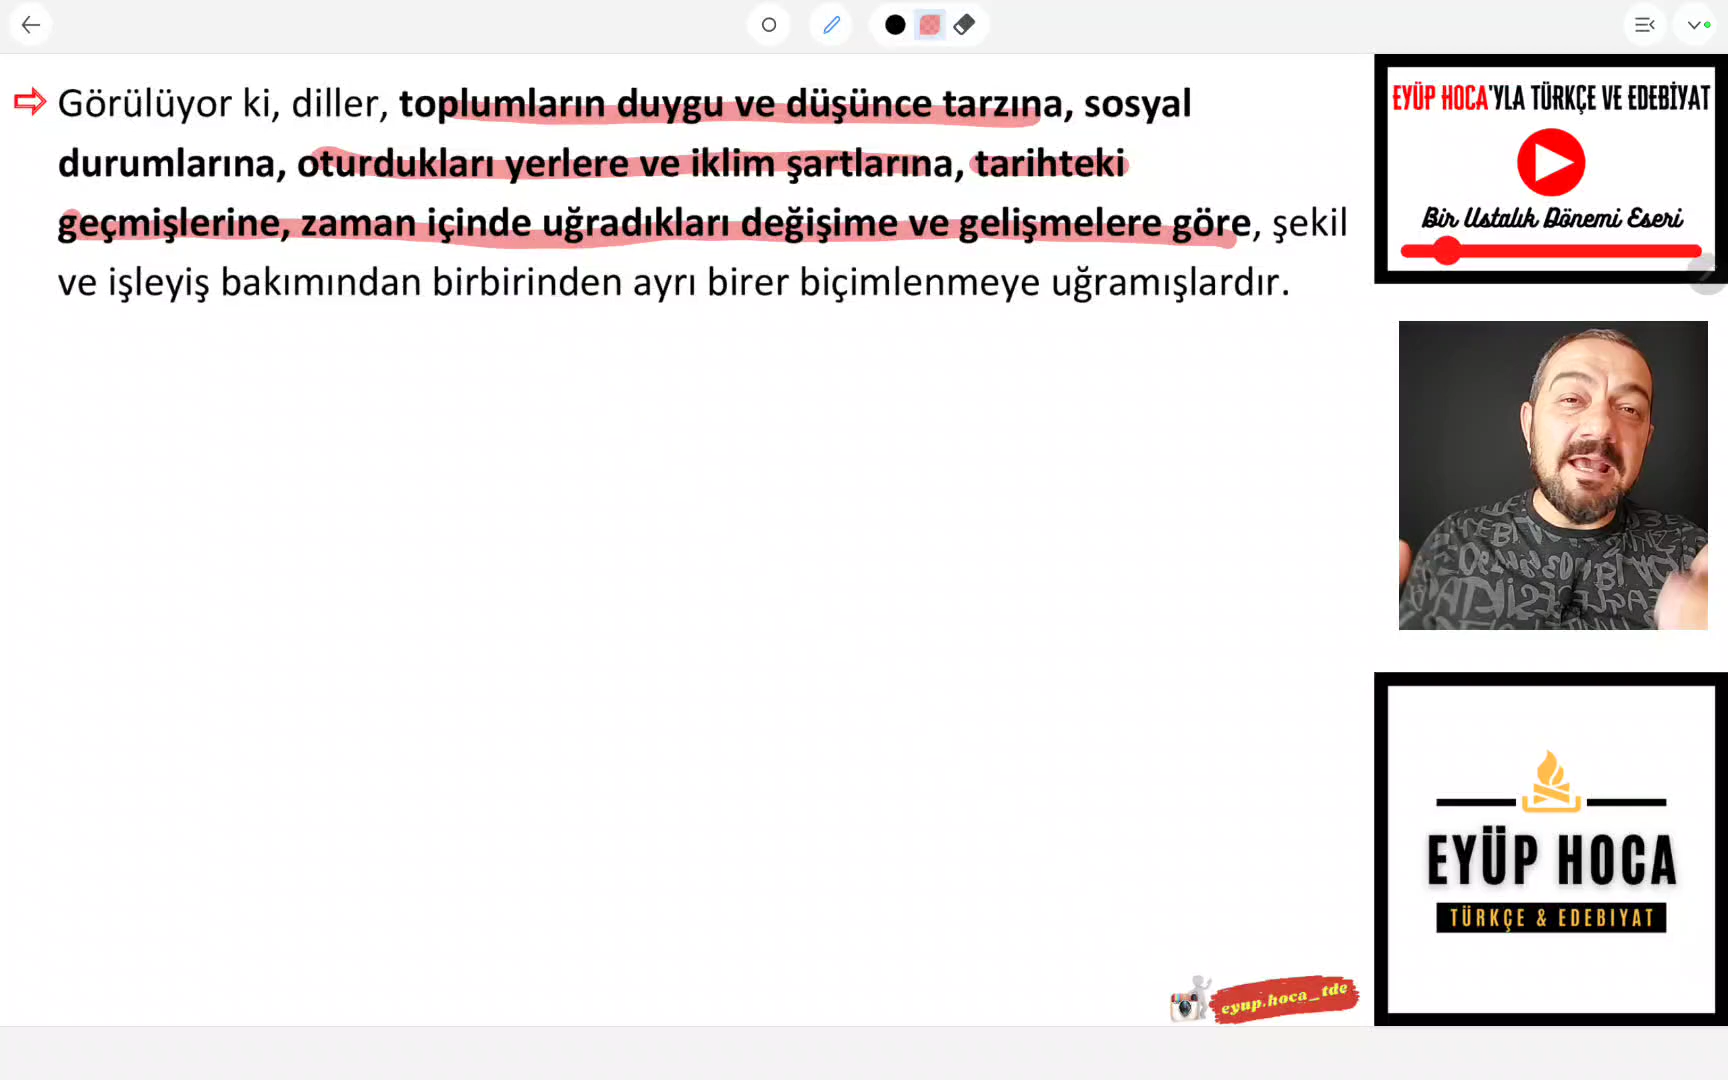 Görülüyor ki, diller, toplumların duygu ve düşünce tarzına, sosyal
durumlarına, oturdukları yerlere ve iklim şartlarına, tarihteki
geçmişlerine, zaman içinde uğradıkları değişime ve gelişmelere göre, şekil
ve işleyiş bakımından birbirinden ayrı birer biçimlenmeye uğramışlardır.
EYÜP HOCA'YLA TÜRKÇE VE EDEBİYAT
Bir Ustalık Dönemi Eseri
EYÜP HOCA
TÜRKÇE & EDEBIYAT
eyup.hoca_tde